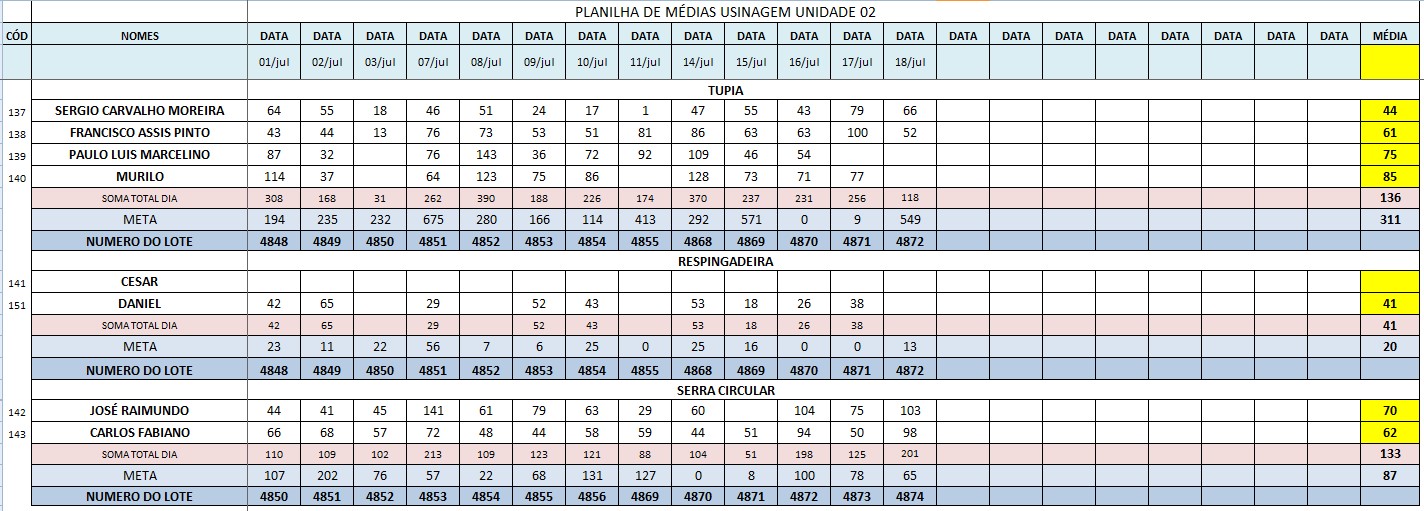 PLANILHA DE MÉDIAS USINAGEM UNIDADE 02
CÓD NOMES DATA DATA DATA DATA DATA DATA DATA DATA DATA DATA DATA DATA DATA DATA DATA DATA DATA DATA DATA DATA DATA DATA DATA MÉDIA
01/jul 02/jul 03/jul 07/jul 08/jul 09/jul 10/jul 11/jul 14/jul 15/jul 16/jul 17/jul 18/jul
TUPIA
137 SERGIO CARVALHO MOREIRA 64 55 18 46 51 24 17 1 47 55 43 79 66 44
138 FRANCISCO ASSIS PINTO 43 44 13 76 73 53 51 81 86 63 63 100 52 61
139 PAULO LUIS MARCELINO 87 32 76 143 36 72 92 109 46 54 75
140 MURILO 114 37 64 123 75 86 128 73 71 77 85
SOMA TOTAL DIA 308 168 31 262 390 188 226 174 370 237 231 256 118 136
META 194 235 232 675 280 166 114 413 292 571 0 9 549 311
NUMERO DO LOTE 4848 4849 4850 4851 4852 4853 4854 4855 4868 4869 4870 4871 4872
RESPINGADEIRA
141 CESAR
151 DANIEL 42 65 29 52 43 53 18 26 38 41
SOMA TOTAL DIA 42 65 29 52 43 53 18 26 38 41
META 23 11 22 56 7 6 25 0 25 16 0 0 13 20
NUMERO DO LOTE 4848 4849 4850 4851 4852 4853 4854 4855 4868 4869 4870 4871 4872
SERRA CIRCULAR
142 JOSÉ RAIMUNDO 44 41 45 141 61 79 63 29 60 104 75 103 70
143 CARLOS FABIANO 66 68 57 72 48 44 58 59 44 51 94 50 98 62
SOMA TOTAL DIA 110 109 102 213 109 123 121 88 104 51 198 125 201 133
META 107 202 76 57 22 68 131 127 0 8 100 78 65 87
NUMERO DO LOTE 4850 4851 4852 4853 4854 4855 4856 4869 4870 4871 4872 4873 4874